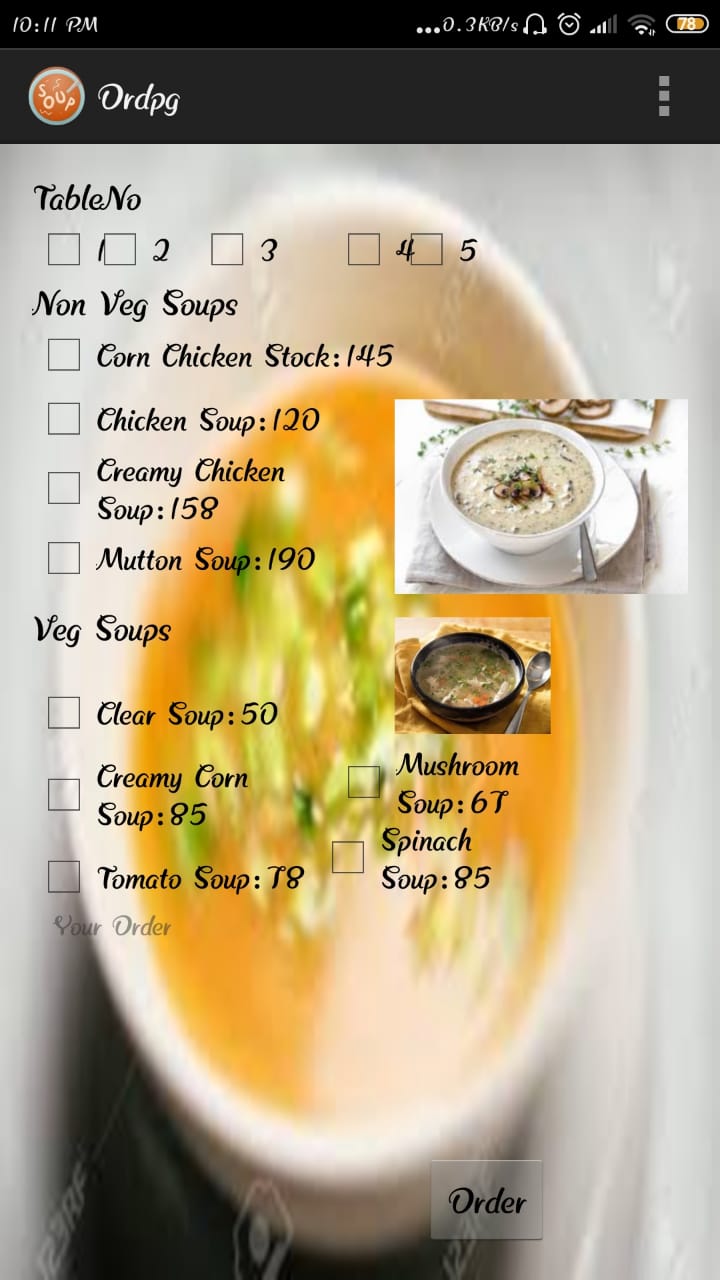 10:11 PM
...0.3KB/s
78
SOUP
Ordpg
TableNo
1 2 3 4 5
Non Veg Soups
Corn Chicken Stock:145
Chicken Soup:120
Creamy Chicken
Soup:158
Mutton Soup:190
Veg Soups
Clear Soup:50
Creamy Corn
Soup:85
Mushroom
Soup:67
Tomato Soup:78
Spinach
Soup:85
Your Order
Order
123RF